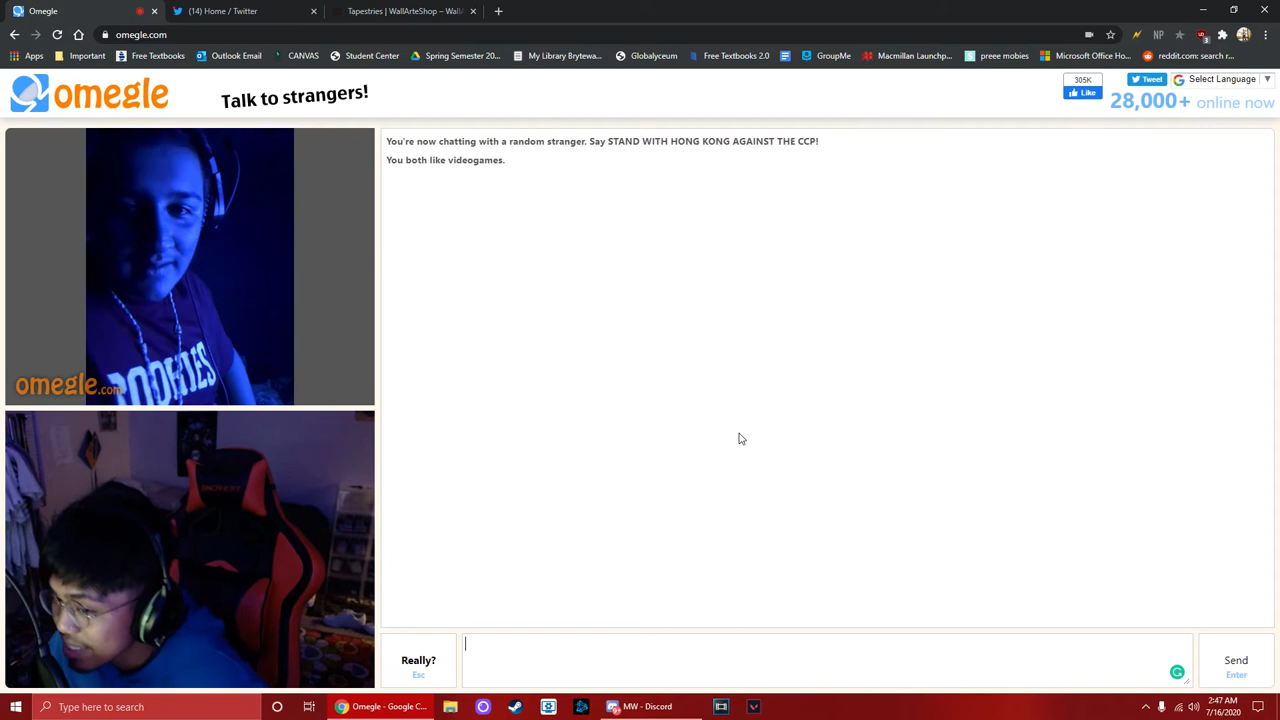 Omegle
(14) Home / Twitter
Tapestries | WallArteShop – WallA
omegle.com
Apps
Important
Free Textbooks
Outlook Email
CANVAS
Student Center
Spring Semester 20...
My Library Brytewa...
Globalyceum
Free Textbooks 2.0
GroupMe
Macmillan Launchp...
preee mobies
Microsoft Office Ho...
reddit.com: search r...
omegle
Talk to strangers!
305K
Like
Tweet
Select Language
28,000+ online now
You're now chatting with a random stranger. Say STAND WITH HONG KONG AGAINST THE CCP!
You both like videogames.
omegle.com
Really?
Esc
Send
Enter
Type here to search
Omegle - Google C...
MW - Discord
2:47 AM
7/16/2020